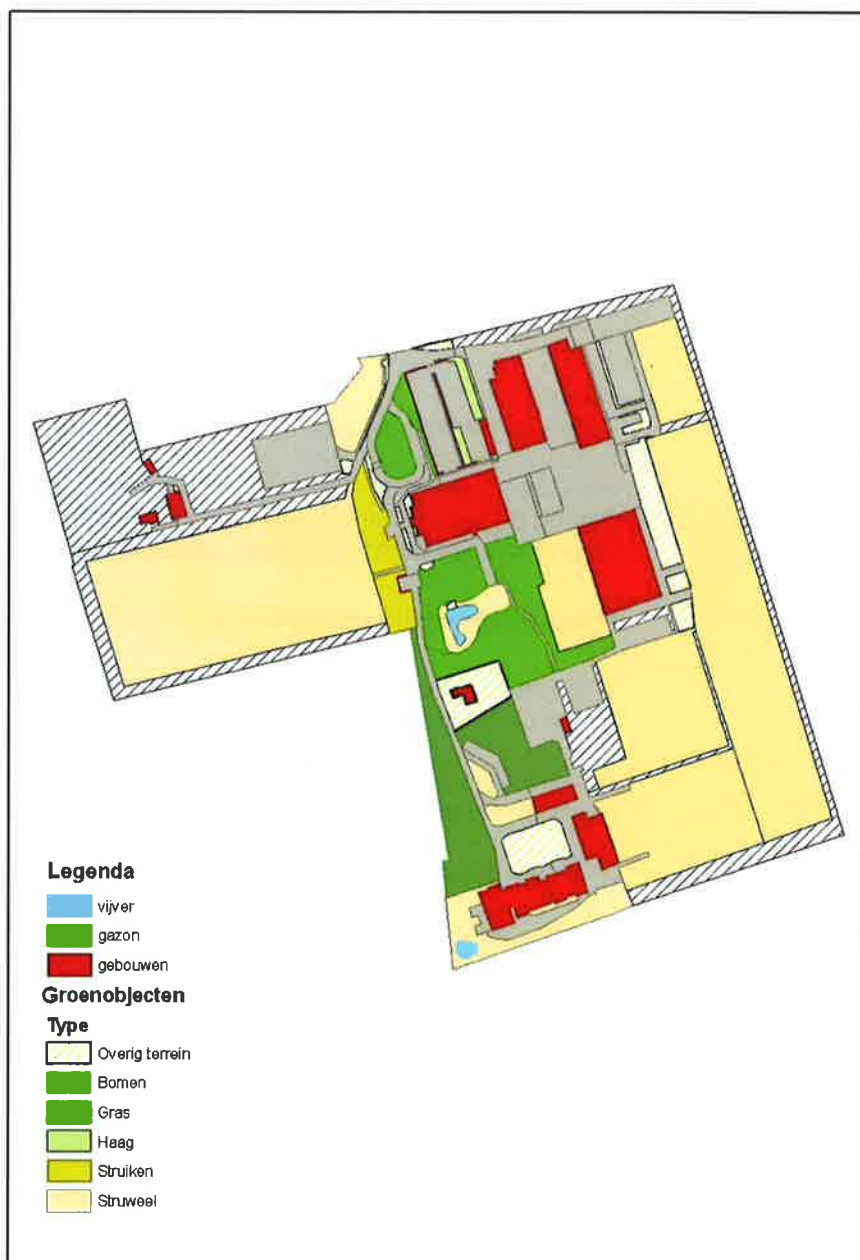 Legenda
vijver
gazon
gebouwen
Groenobjecten
Type
Overig terrein
Bomen
Gras
Haag
Struiken
Struweel